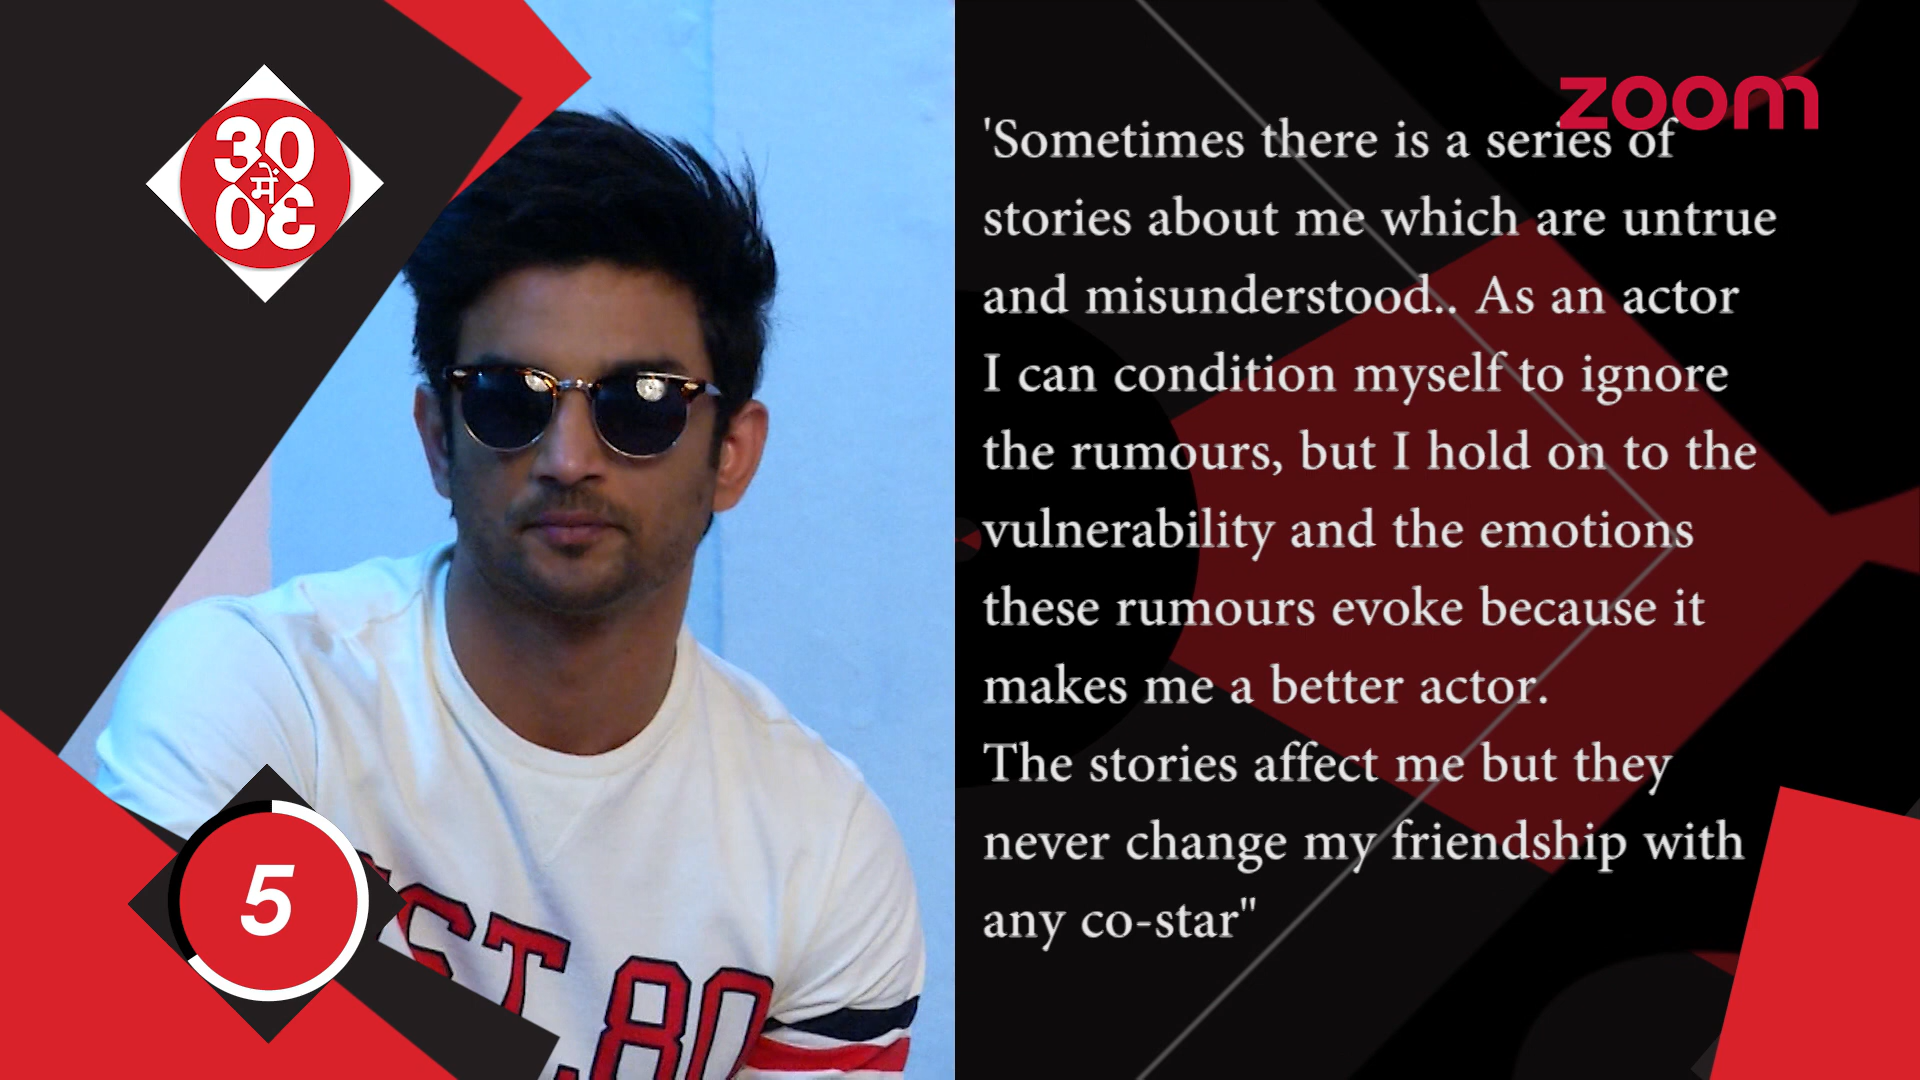 30
में
30
zoom
'Sometimes there is a series of
stories about me which are untrue
and misunderstood.. As an actor
I can condition myself to ignore
the rumours, but I hold on to the
vulnerability and the emotions
these rumours evoke because it
makes me a better actor.
The stories affect me but they
never change my friendship with
any co-star"
5
ST.80